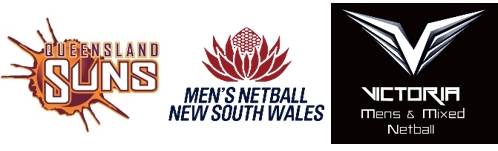 QUEENSLAND
SUNS
MEN'S NETBALL
NEW SOUTH WALES
VICTORIA
Mens & Mixed
Netball